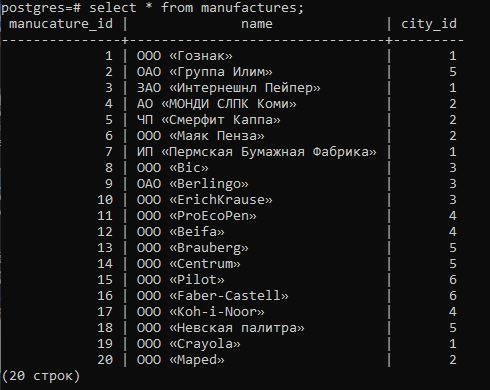 postgres=# select * from manufactures;
manucature_id | name | city_id
--------------+--------------------------------+---------
1 | ООО «Гознак» | 1
2 | ОАО «Группа Илим» | 5
3 | ЗАО «Интернешнл Пейпер» | 1
4 | АО «МОНДИ СЛПК Коми» | 2
5 | ЧП «Смерфит Каппа» | 2
6 | ООО «Маяк Пенза» | 2
7 | ИП «Пермская Бумажная Фабрика» | 1
8 | ООО «Bic» | 3
9 | ОАО «Berlingo» | 3
10 | ООО «ErichKrause» | 3
11 | ООО «ProEcoPen» | 4
12 | ООО «Beifa» | 4
13 | ООО «Brauberg» | 5
14 | ООО «Centrum» | 5
15 | ООО «Pilot» | 6
16 | ООО «Faber-Castell» | 6
17 | ООО «Koh-i-Noor» | 4
18 | ООО «Невская палитра» | 5
19 | ООО «Crayola» | 1
20 | ООО «Maped» | 2
(20 строк)